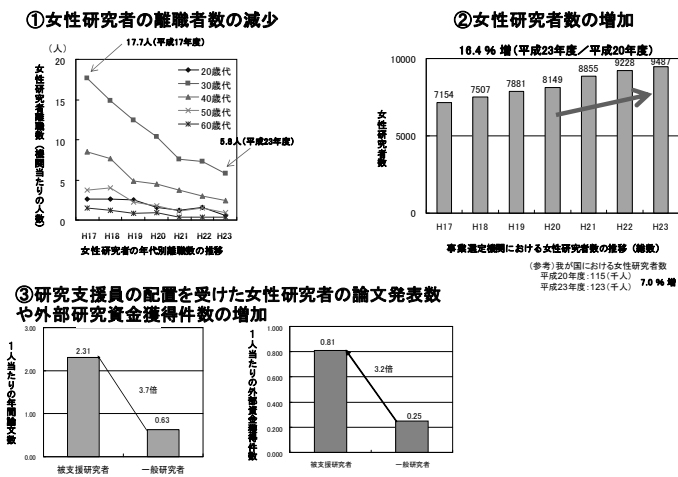 ①女性研究者の離職者数の減少
17.7人(平成17年度)
(人)
20
15
10
5
0
女性研究者離職数(機関当たりの人数)
20歳代
30歳代
40歳代
50歳代
60歳代
5.8人(平成23年度)
H17 H18 H19 H20 H21 H22 H23
女性研究者の年代別離職数の推移
②女性研究者数の増加
16.4 % 増(平成23年度/平成20年度)
10000
5000
0
女性研究者数
7154 7507 7881 8149 8855 9228 9487
H17 H18 H19 H20 H21 H22 H23
事業選定機関における女性研究者数の推移(総数)
(参考)我が国における女性研究者数
平成20年度:115(千人)
平成23年度:123(千人)
7.0 % 増
③研究支援員の配置を受けた女性研究者の論文発表数
や外部研究資金獲得件数の増加
1人当たりの年間論文数
3.00
2.00
1.00
0.00
2.31
3.7倍
0.63
被支援研究者 一般研究者
1人当たりの外部資金獲得件数
1.000
0.800
0.600
0.400
0.200
0.000
0.81
3.2倍
0.25
被支援研究者 一般研究者